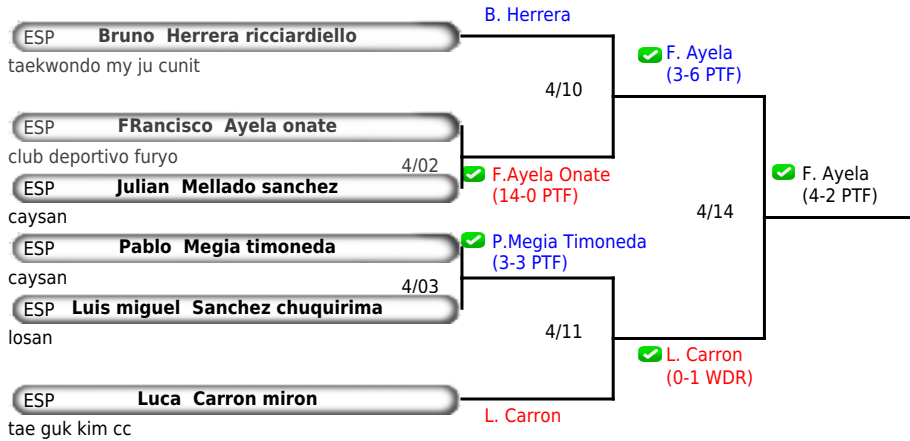 B. Herrera
ESP Bruno Herrera ricciardiello
taekwondo my ju cunit
F. Ayela
(3-6 PTF)
4/10
ESP FRancisco Ayela onate
club deportivo furyo
4/02
F.Ayela Onate
(14-0 PTF)
ESP Julian Mellado sanchez
caysan
F. Ayela
(4-2 PTF)
4/14
ESP Pablo Megia timoneda
caysan
P.Megia Timoneda
(3-3 PTF)
4/03
ESP Luis miguel Sanchez chuquirima
losan
4/11
L. Carron
(0-1 WDR)
ESP Luca Carron miron
tae guk kim cc
L. Carron